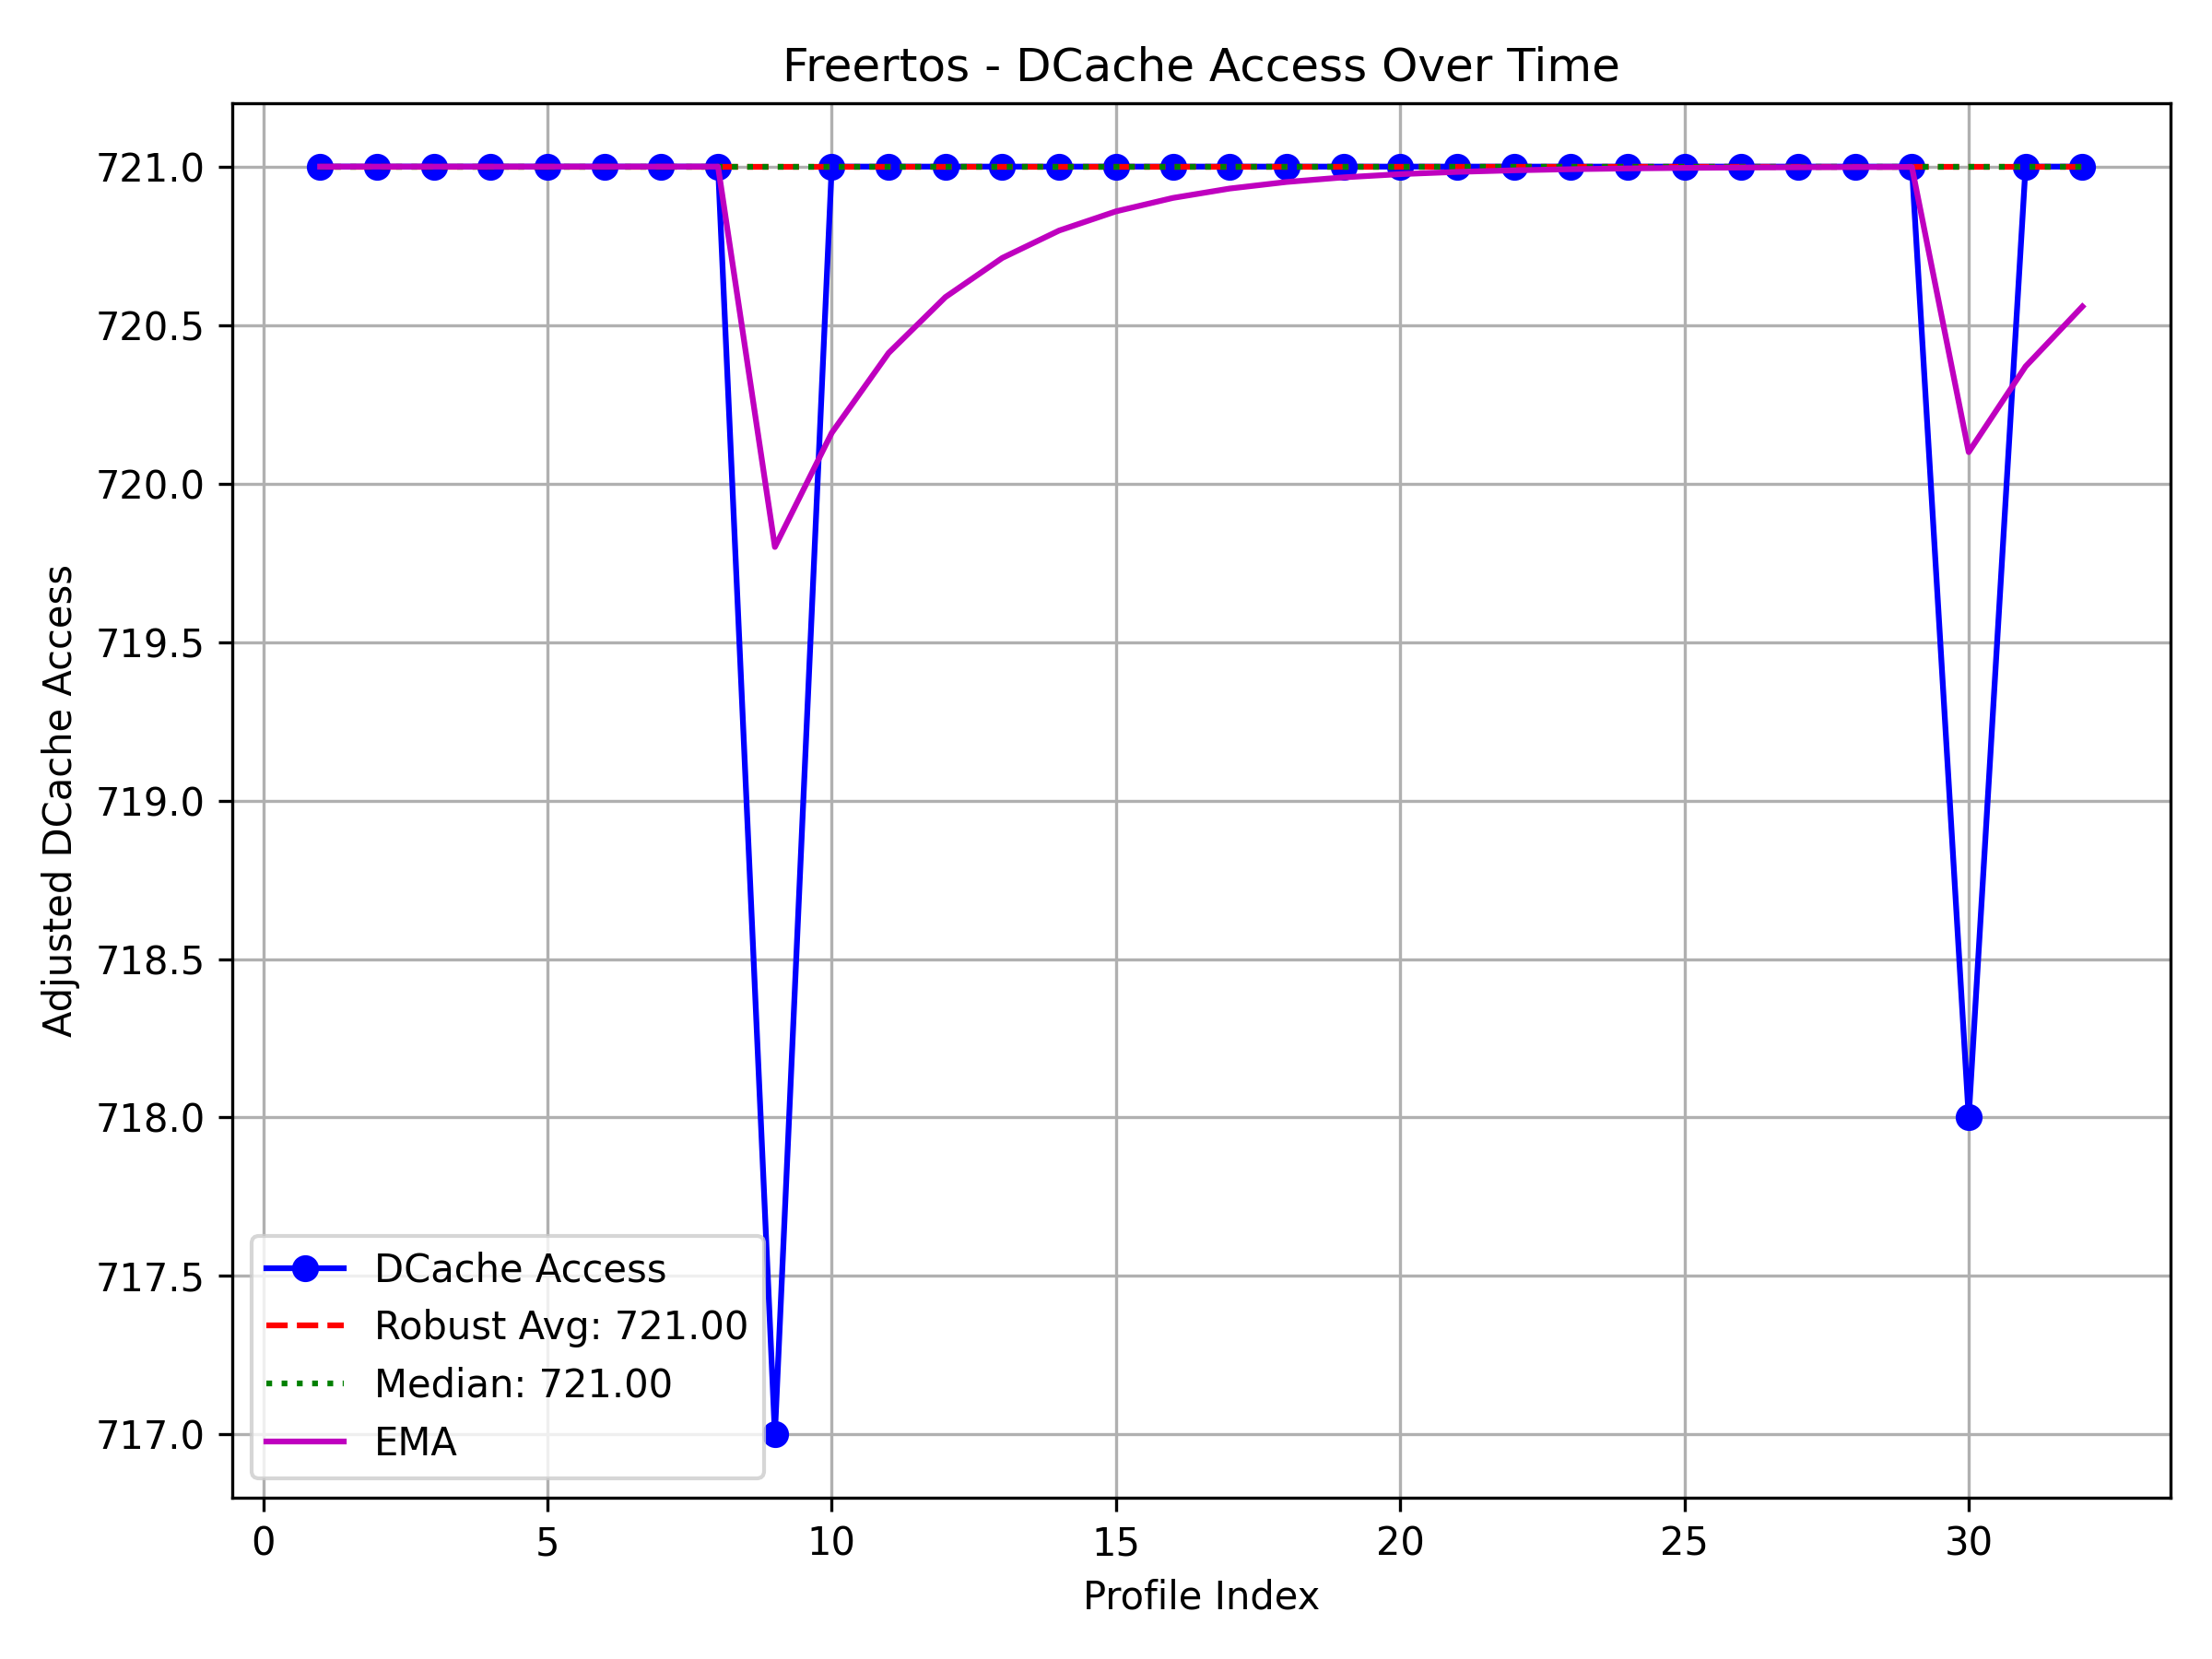 Freertos - DCache Access Over Time
Adjusted DCache Access
721.0
720.5
720.0
719.5
719.0
718.5
718.0
717.5
717.0
DCache Access
Robust Avg: 721.00
Median: 721.00
EMA
0 5 10 15 20 25 30
Profile Index